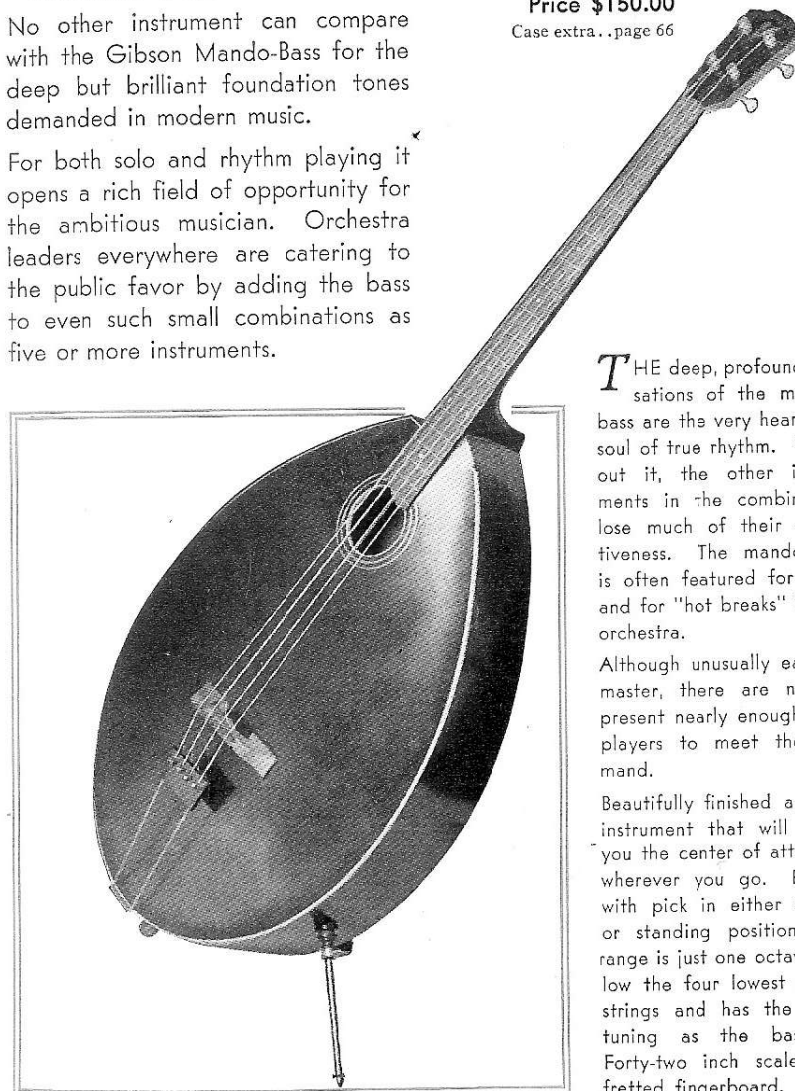 No other instrument can compare
with the Gibson Mando-Bass for the
deep but brilliant foundation tones
demanded in modern music.
For both solo and rhythm playing it
opens a rich field of opportunity for
the ambitious musician. Orchestra
leaders everywhere are catering to
the public favor by adding the bass
to even such small combinations as
five or more instruments.
Price $150.00
Case extra..page 66
THE deep, profound
sations of the m
bass are the very hear
soul of true rhythm.
out it, the other i
ments in the combin
lose much of their
tiveness. The mando
is often featured for
and for "hot breaks"
orchestra.
Although unusually ea
master, there are n
present nearly enough
players to meet the
mand.
Beautifully finished a
instrument that will
you the center of att
wherever you go.
with pick in either
or standing position
range is just one octav
low the four lowest
strings and has the
tuning as the bas
Forty-two inch scale
fretted fingerboard.